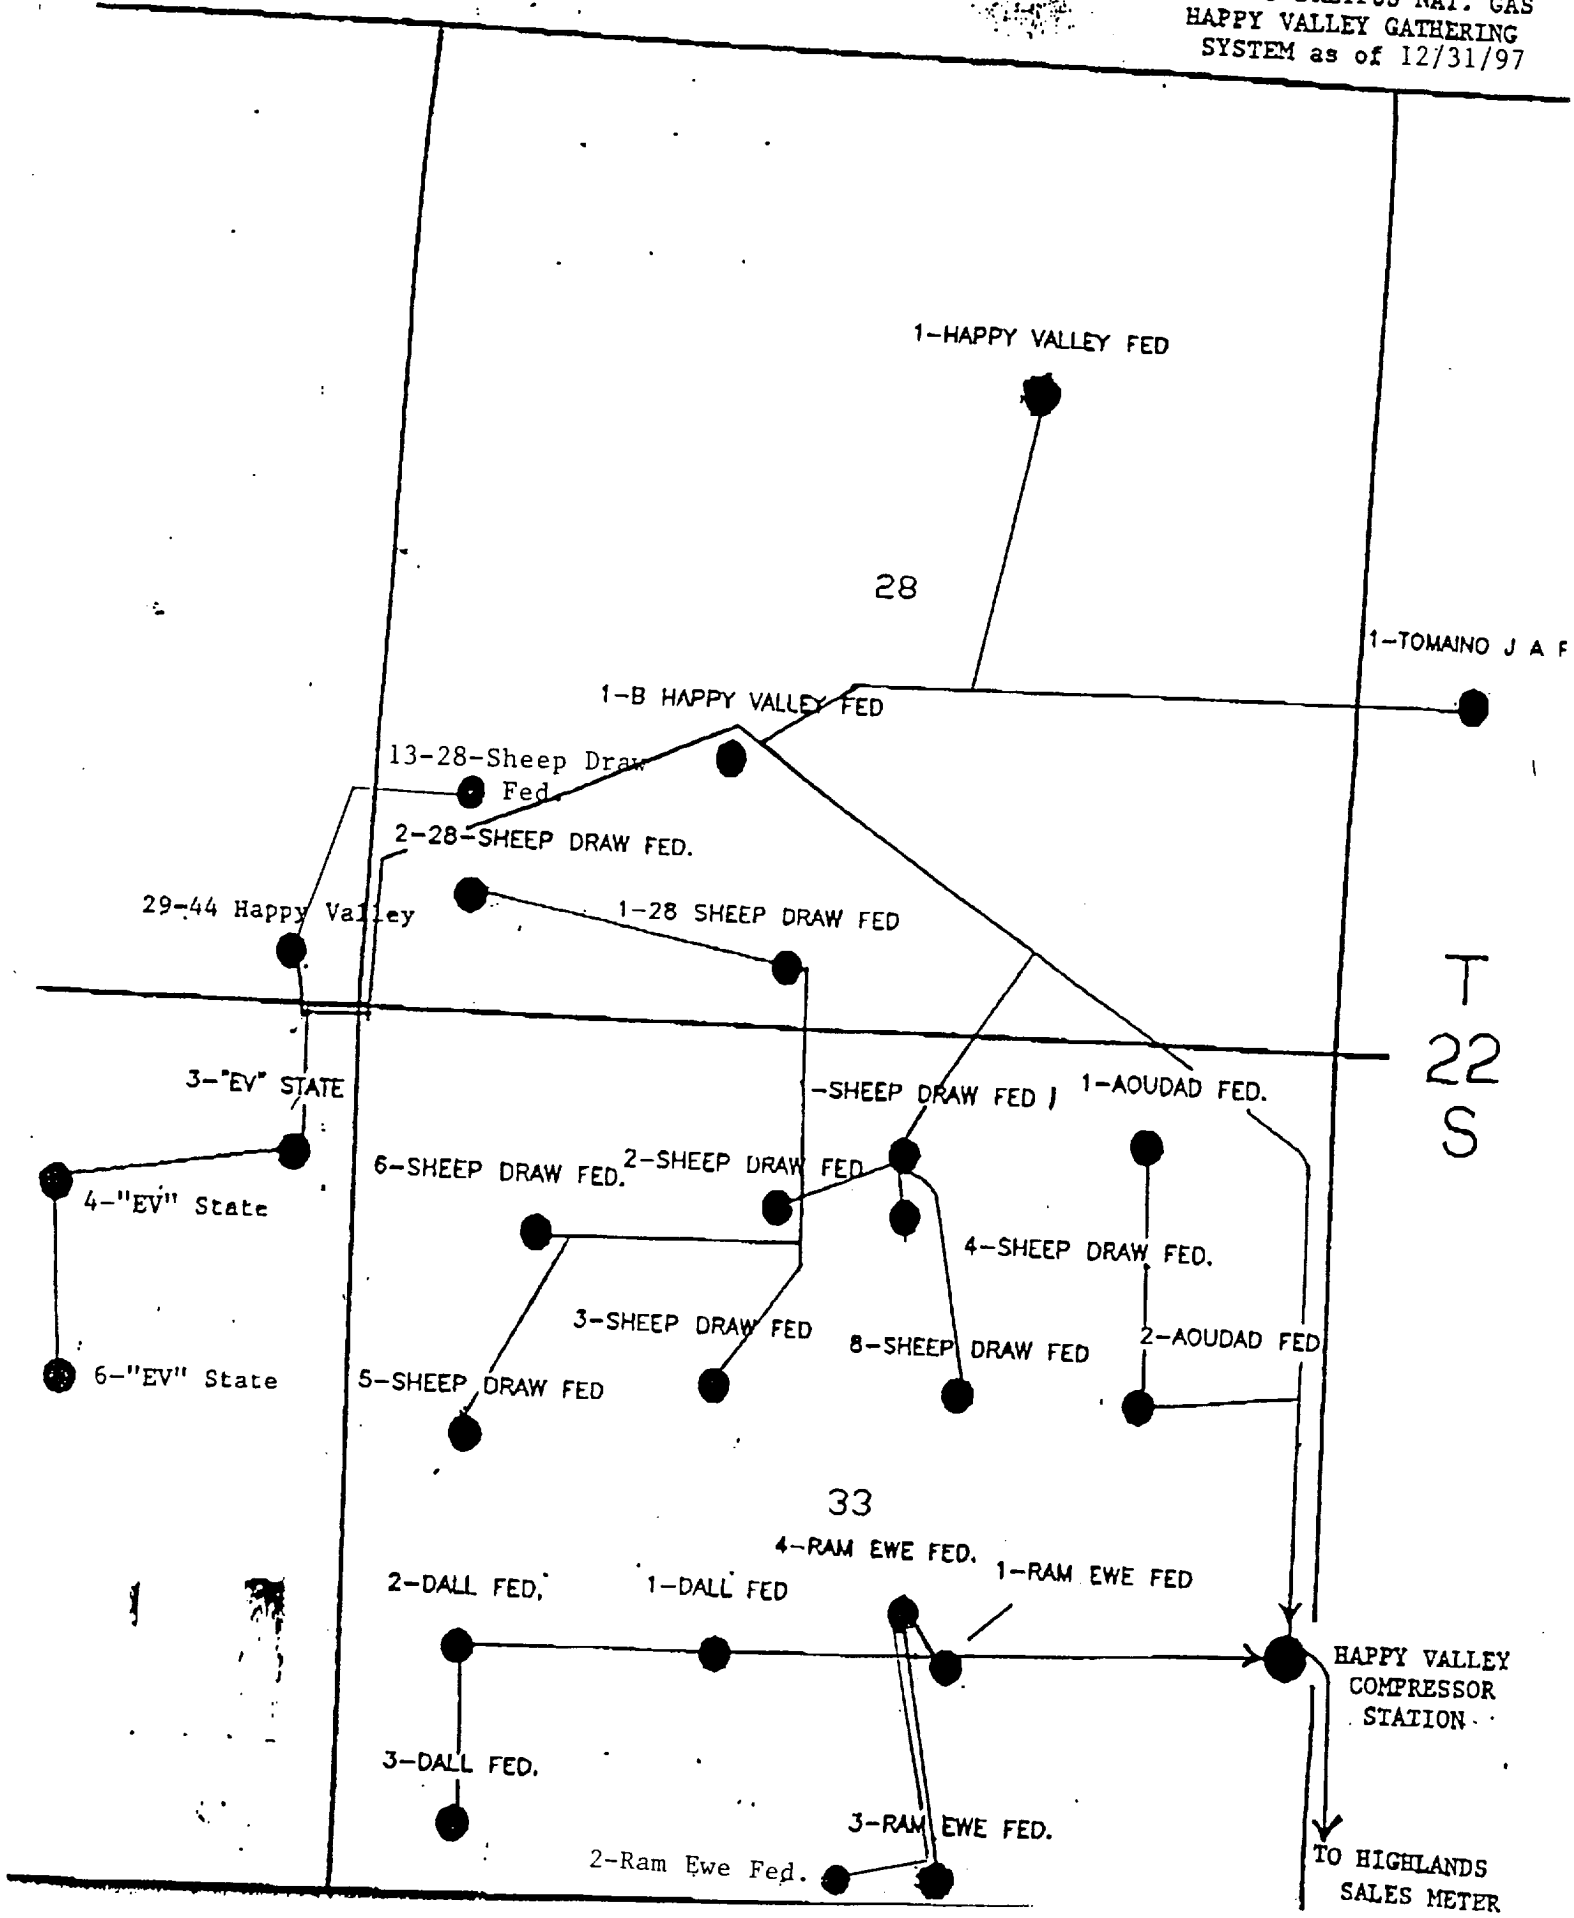 NAT. GAS
HAPPY VALLEY GATHERING
SYSTEM as of 12/31/97
1-HAPPY VALLEY FED
28
1-TOMAINO J A
1-B HAPPY VALLEY FED
13-28-Sheep Draw
Fed.
2-28-SHEEP DRAW FED.
29-44 Happy Valley
1-28 SHEEP DRAW FED
T
22
S
3-"EV" STATE
-SHEEP DRAW FED 1
1-AOUDAD FED.
6-SHEEP DRAW FED.
2-SHEEP DRAW FED
4-"EV" State
4-SHEEP DRAW FED.
3-SHEEP DRAW FED
8-SHEEP DRAW FED
2-AOUDAD FED
6-"EV" State
5-SHEEP DRAW FED
33
4-RAM EWE FED.
1-RAM EWE FED
2-DALL FED.
1-DALL FED
HAPPY VALLEY
COMPRESSOR
STATION
3-DALL FED.
3-RAM EWE FED.
2-Ram Ewe Fed.
TO HIGHLANDS
SALES METER